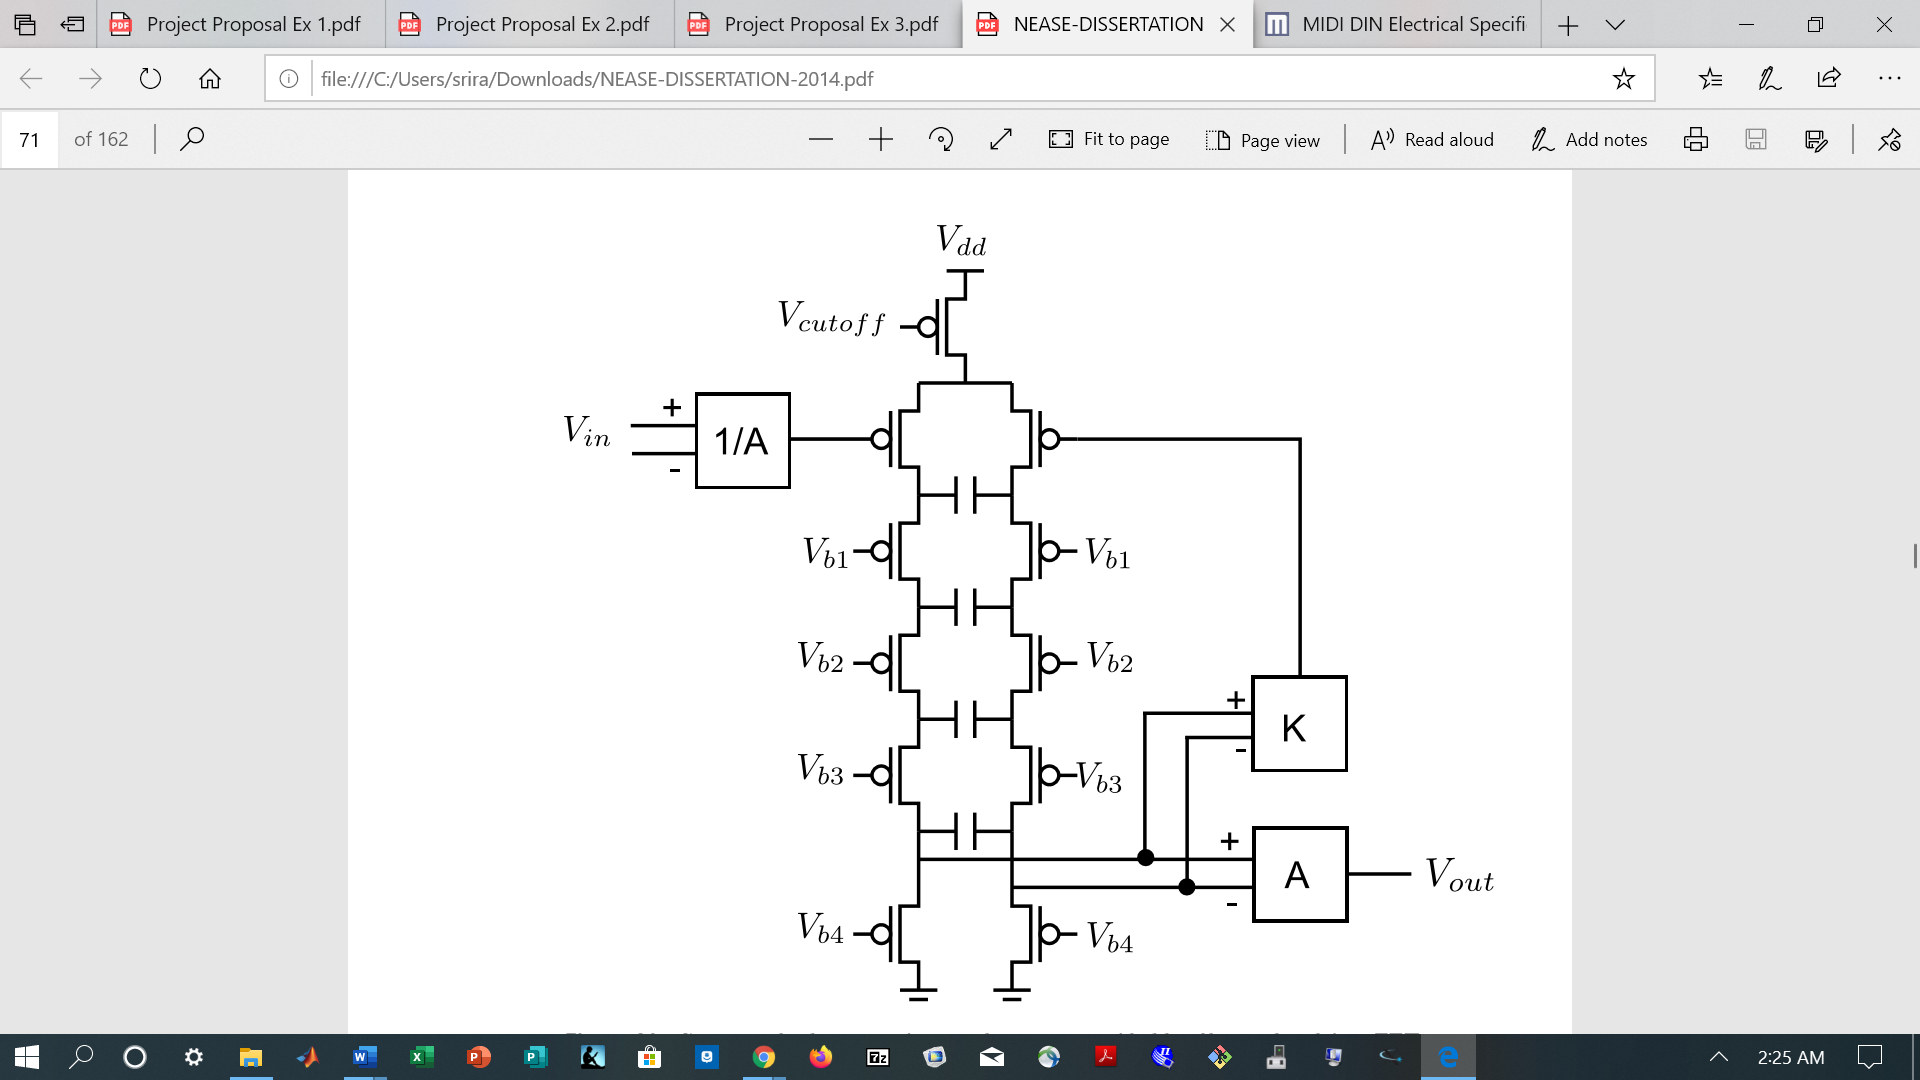 Project Proposal Ex 1.pdf
Project Proposal Ex 2.pdf
Project Proposal Ex 3.pdf
NEASE-DISSERTATION
MIDI DIN Electrical Specifi
file:///C:/Users/srira/Downloads/NEASE-DISSERTATION-2014.pdf
71 of 162
Fit to page
Page view
Read aloud
Add notes
Vdd
Vcutoff
Vin
+
-
1/A
Vb1
Vb1
Vb2
Vb2
Vb3
Vb3
+
-
K
+
-
A
Vout
Vb4
Vb4
2:25 AM